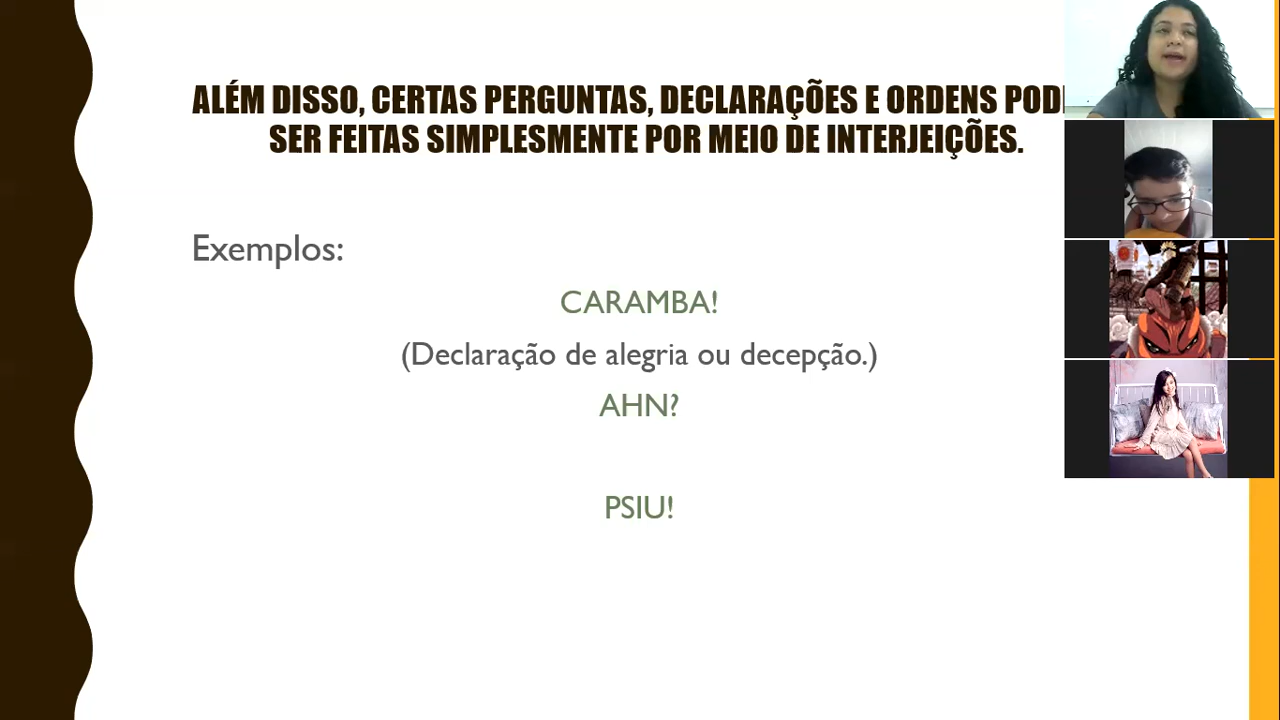 ALÉM DISSO, CERTAS PERGUNTAS, DECLARAÇÕES E ORDENS
SER FEITAS SIMPLESMENTE POR MEIO DE INTERJEIÇÕES.
Exemplos:
CARAMBA!
(Declaração de alegria ou decepção.)
AHN?
PSIU!